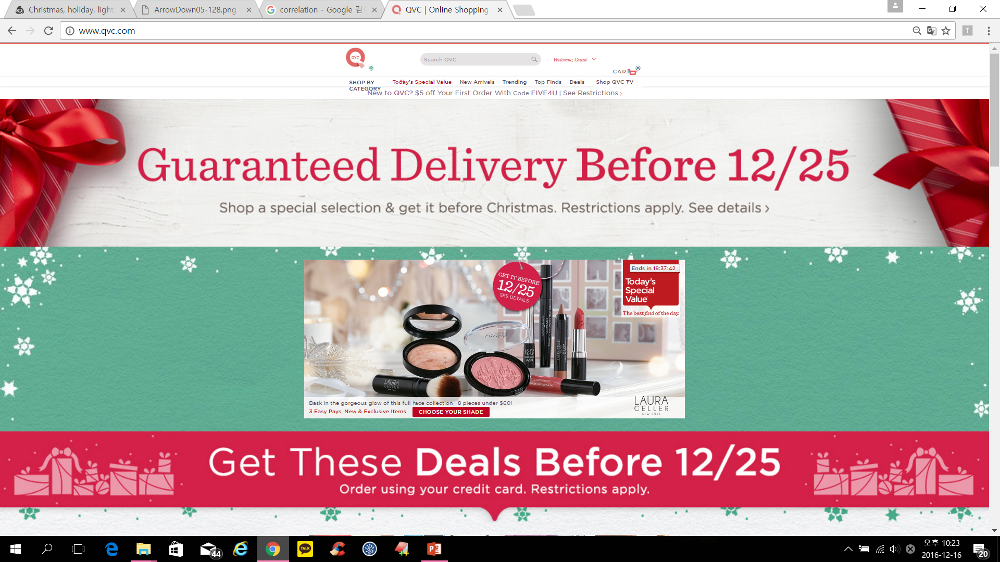 Christmas, holiday, light
ArrowDown05-128.png
correlation - Google 검색
QVC | Online Shopping
www.qvc.com
T
QVC
Search QVC
Welcome, Guest
0
CART
SHOP BY
CATEGORY
Today's Special Value New Arrivals Trending Top Finds Deals Shop QVC TV
New to QVC? $5 off Your First Order With Code FIVE4U | See Restrictions ›
Guaranteed Delivery Before 12/25
Shop a special selection & get it before Christmas. Restrictions apply. See details ›
GET IT BEFORE
12/25
SEE DETAILS
Ends in 18:37:42
Today's
Special
Value
The best find of the day.
LAURA
GELLER
Bask in the gorgeous glow of this full-face collection—8 pieces under $60!
3 Easy Pays, New & Exclusive Items CHOOSE YOUR SHADE
LAURA
GELLER
NEW YORK
Get These Deals Before 12/25
Order using your credit card. Restrictions apply.
44
TALK
오후 10:23
2016-12-16
20